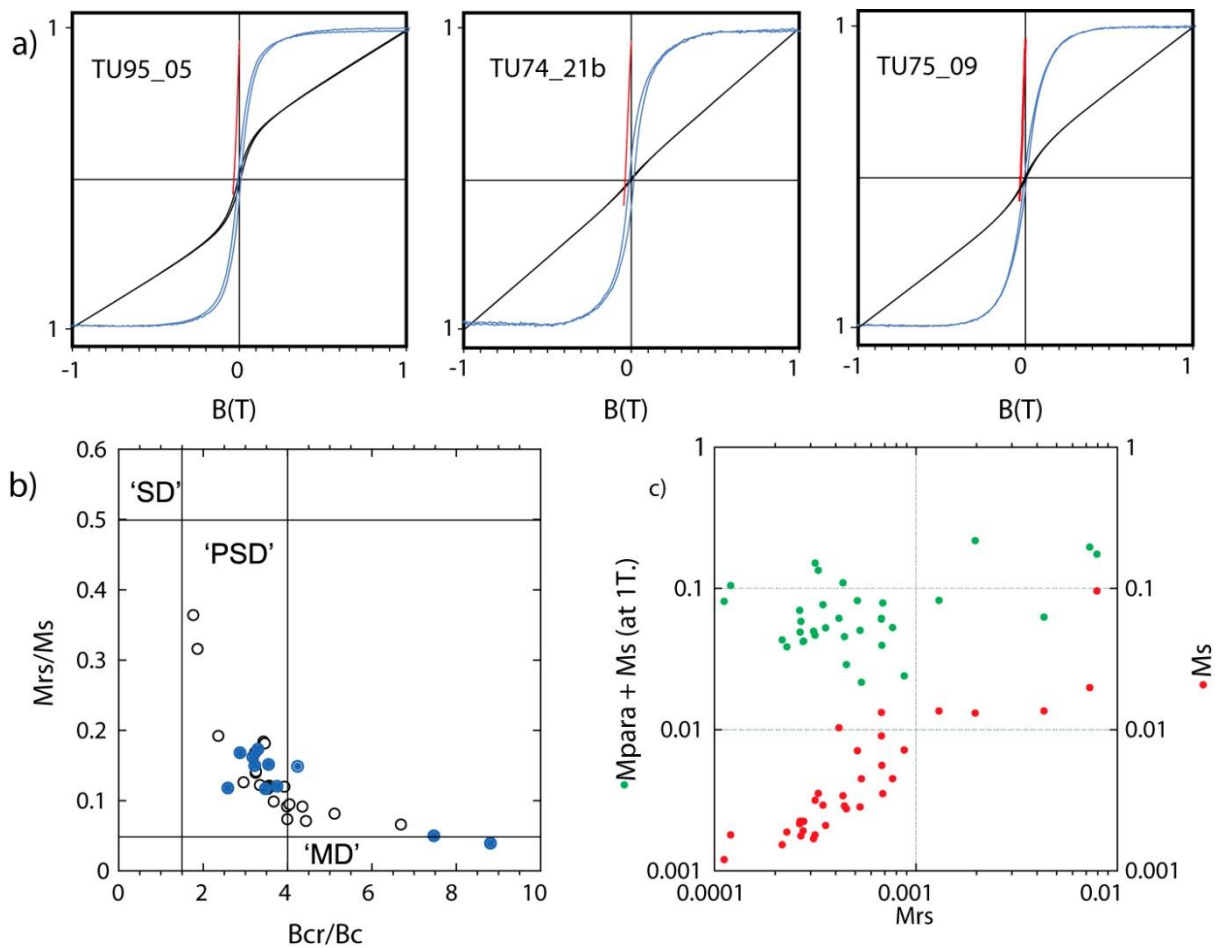 a)
1
TU95_05
1
-1
0
1
B(T)
TU74_21b
1
1
-1
0
1
B(T)
TU75_09
1
1
-1
0
1
B(T)
b)
0.6
0.5
0.4
0.3
0.2
0.1
0
'SD'
'PSD'
'MD'
Mrs/Ms
0
2
4
6
8
10
Bcr/Bc
c)
1
0.1
0.01
0.001
Mpara + Ms (at 1T.)
1
0.1
0.01
0.001
Ms
0.0001
0.001
0.01
Mrs